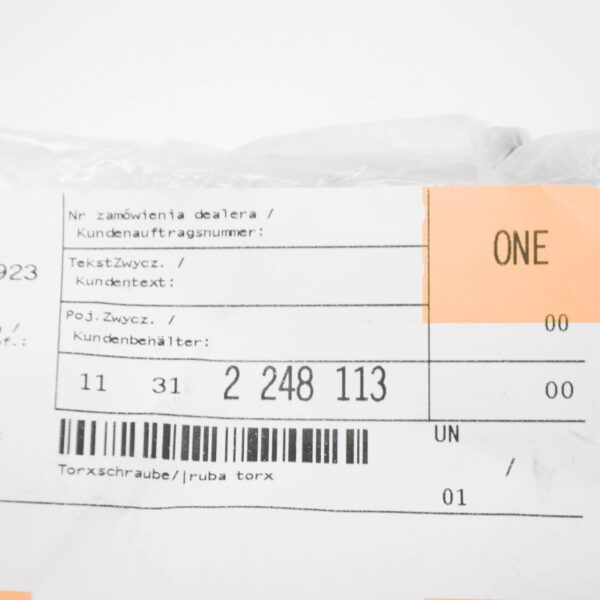 Nr zamówienia dealera /
Kundenauftragsnummer:
ONE
923
TekstZwycz. /
Kundentext:
Poj.Zwycz. /
Kundenbehälter:
00
/
f.:
11 31 2 248 113
00
UN
Torxschraube/|ruba torx
/
01